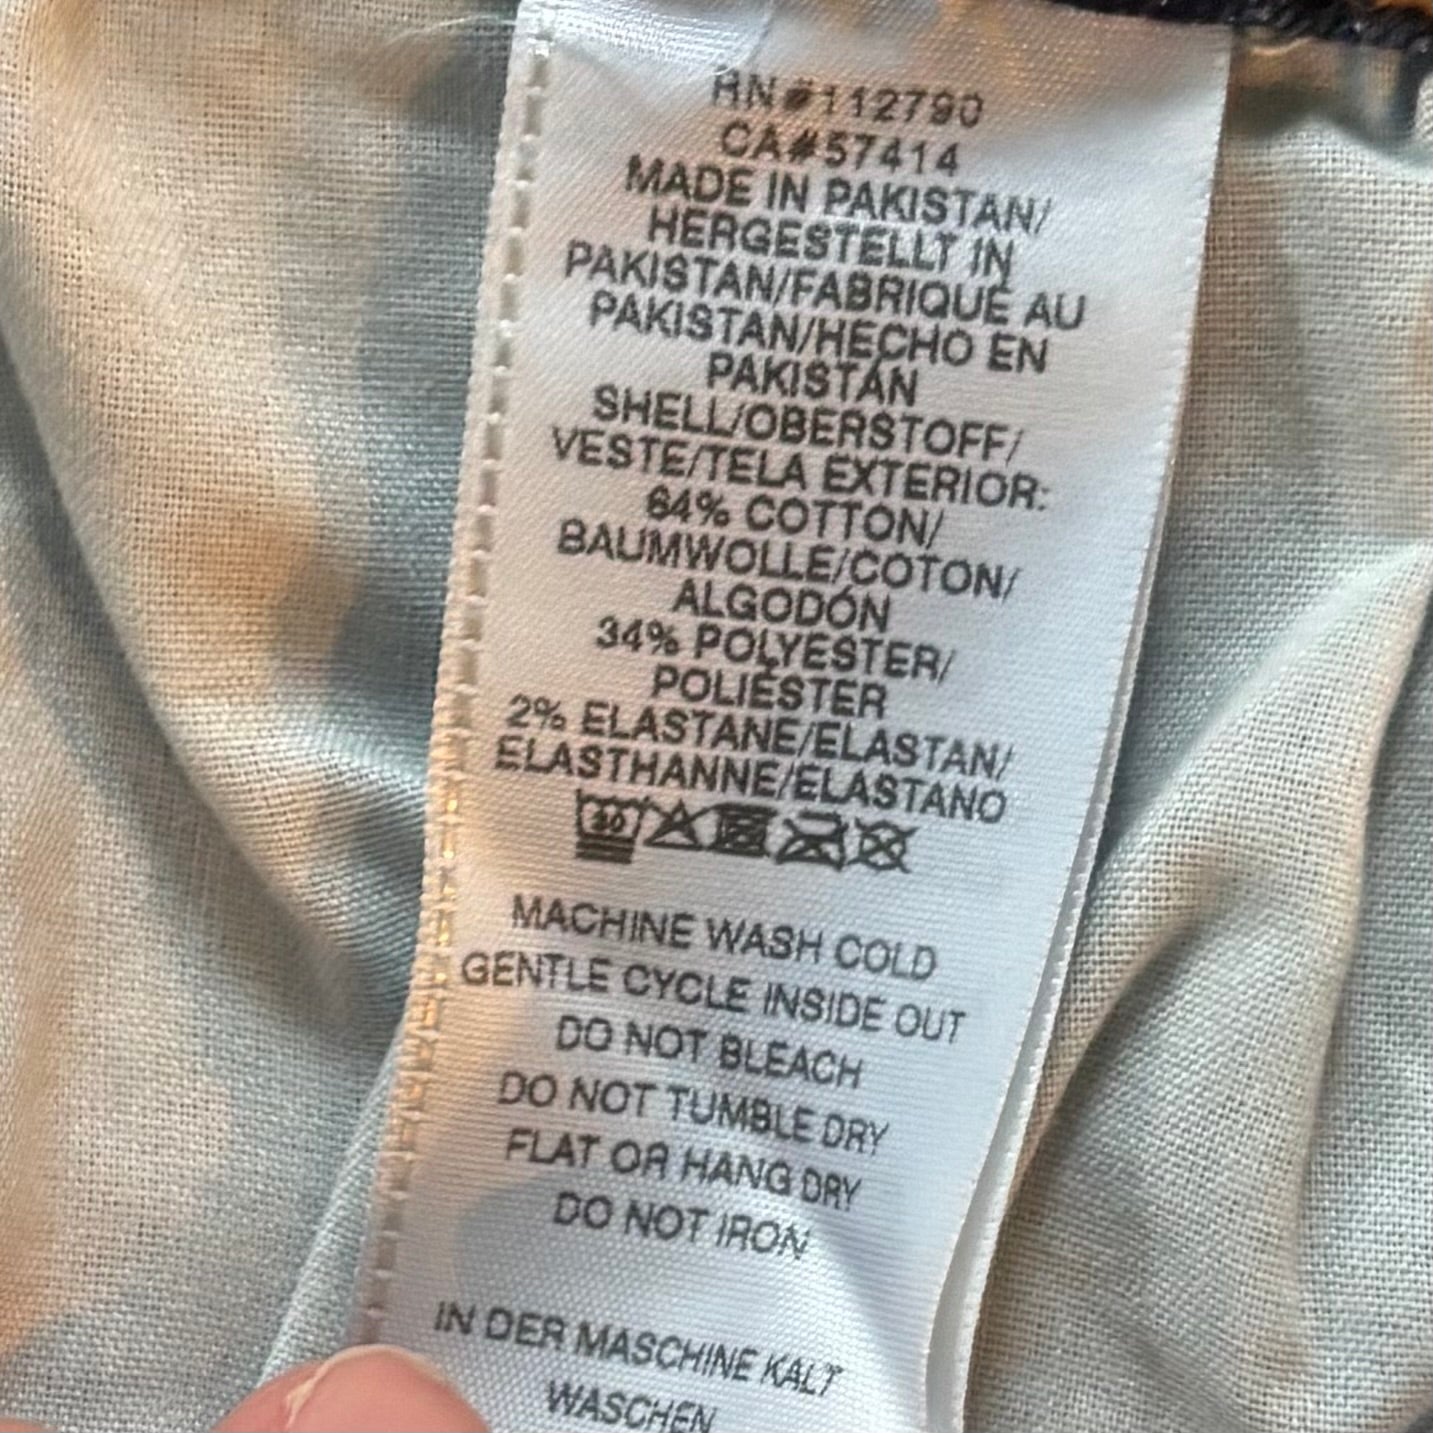 RN#112790
CA#57414
MADE IN PAKISTAN/
HERGESTELLT IN
PAKISTAN/FABRIQUÉ AU
PAKISTAN/HECHO EN
PAKISTÁN
SHELL/OBERSTOFF/
VESTE/TELA EXTERIOR:
64% COTTON/
BAUMWOLLE/COTON/
ALGODÓN
34% POLYESTER/
POLIÉSTER
2% ELASTANE/ELASTAN/
ELASTHANNE/ELASTANO
30
MACHINE WASH COLD
GENTLE CYCLE INSIDE OUT
DO NOT BLEACH
DO NOT TUMBLE DRY
FLAT OR HANG DRY
DO NOT IRON
IN DER MASCHINE KALT
WASCHEN